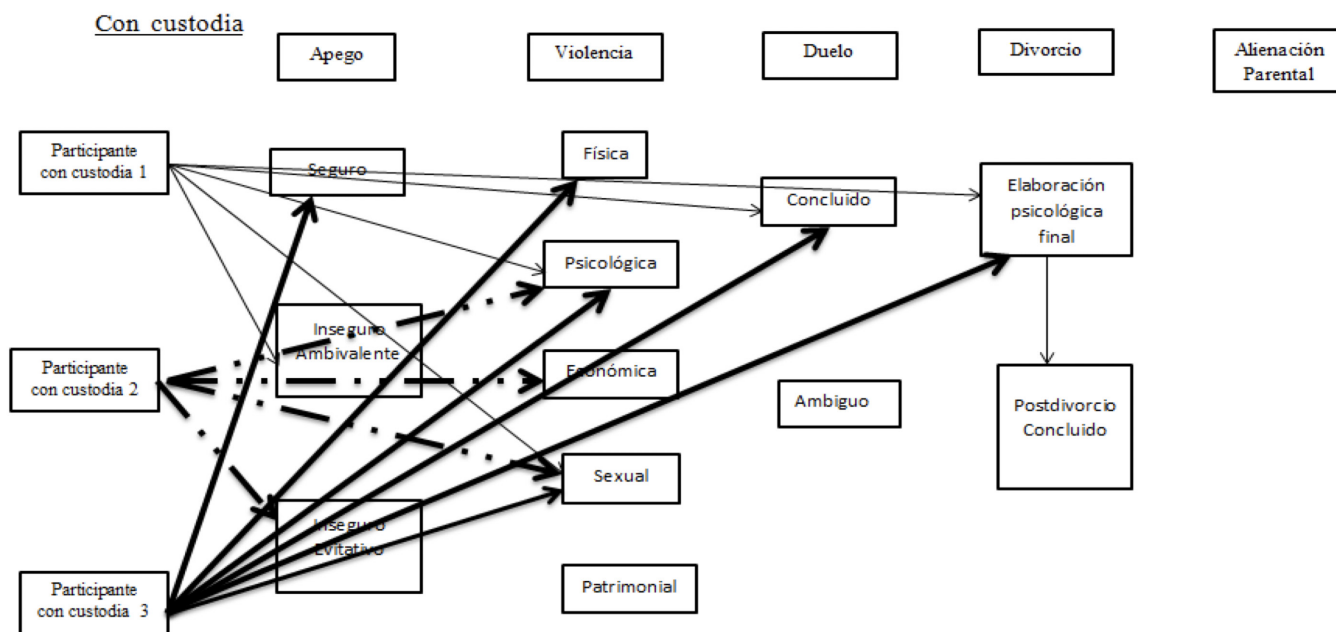 Con custodia
Apego
Violencia
Duelo
Divorcio
Alienación
Parental
Participante
con custodia 1
Seguro
Física
Concluido
Elaboración
psicológica
final
Psicológica
Participante
con custodia 2
Inseguro
Ambivalente
Económica
Ambiguo
Postdivorcio
Concluido
Sexual
Inseguro
Evitativo
Participante
con custodia 3
Patrimonial